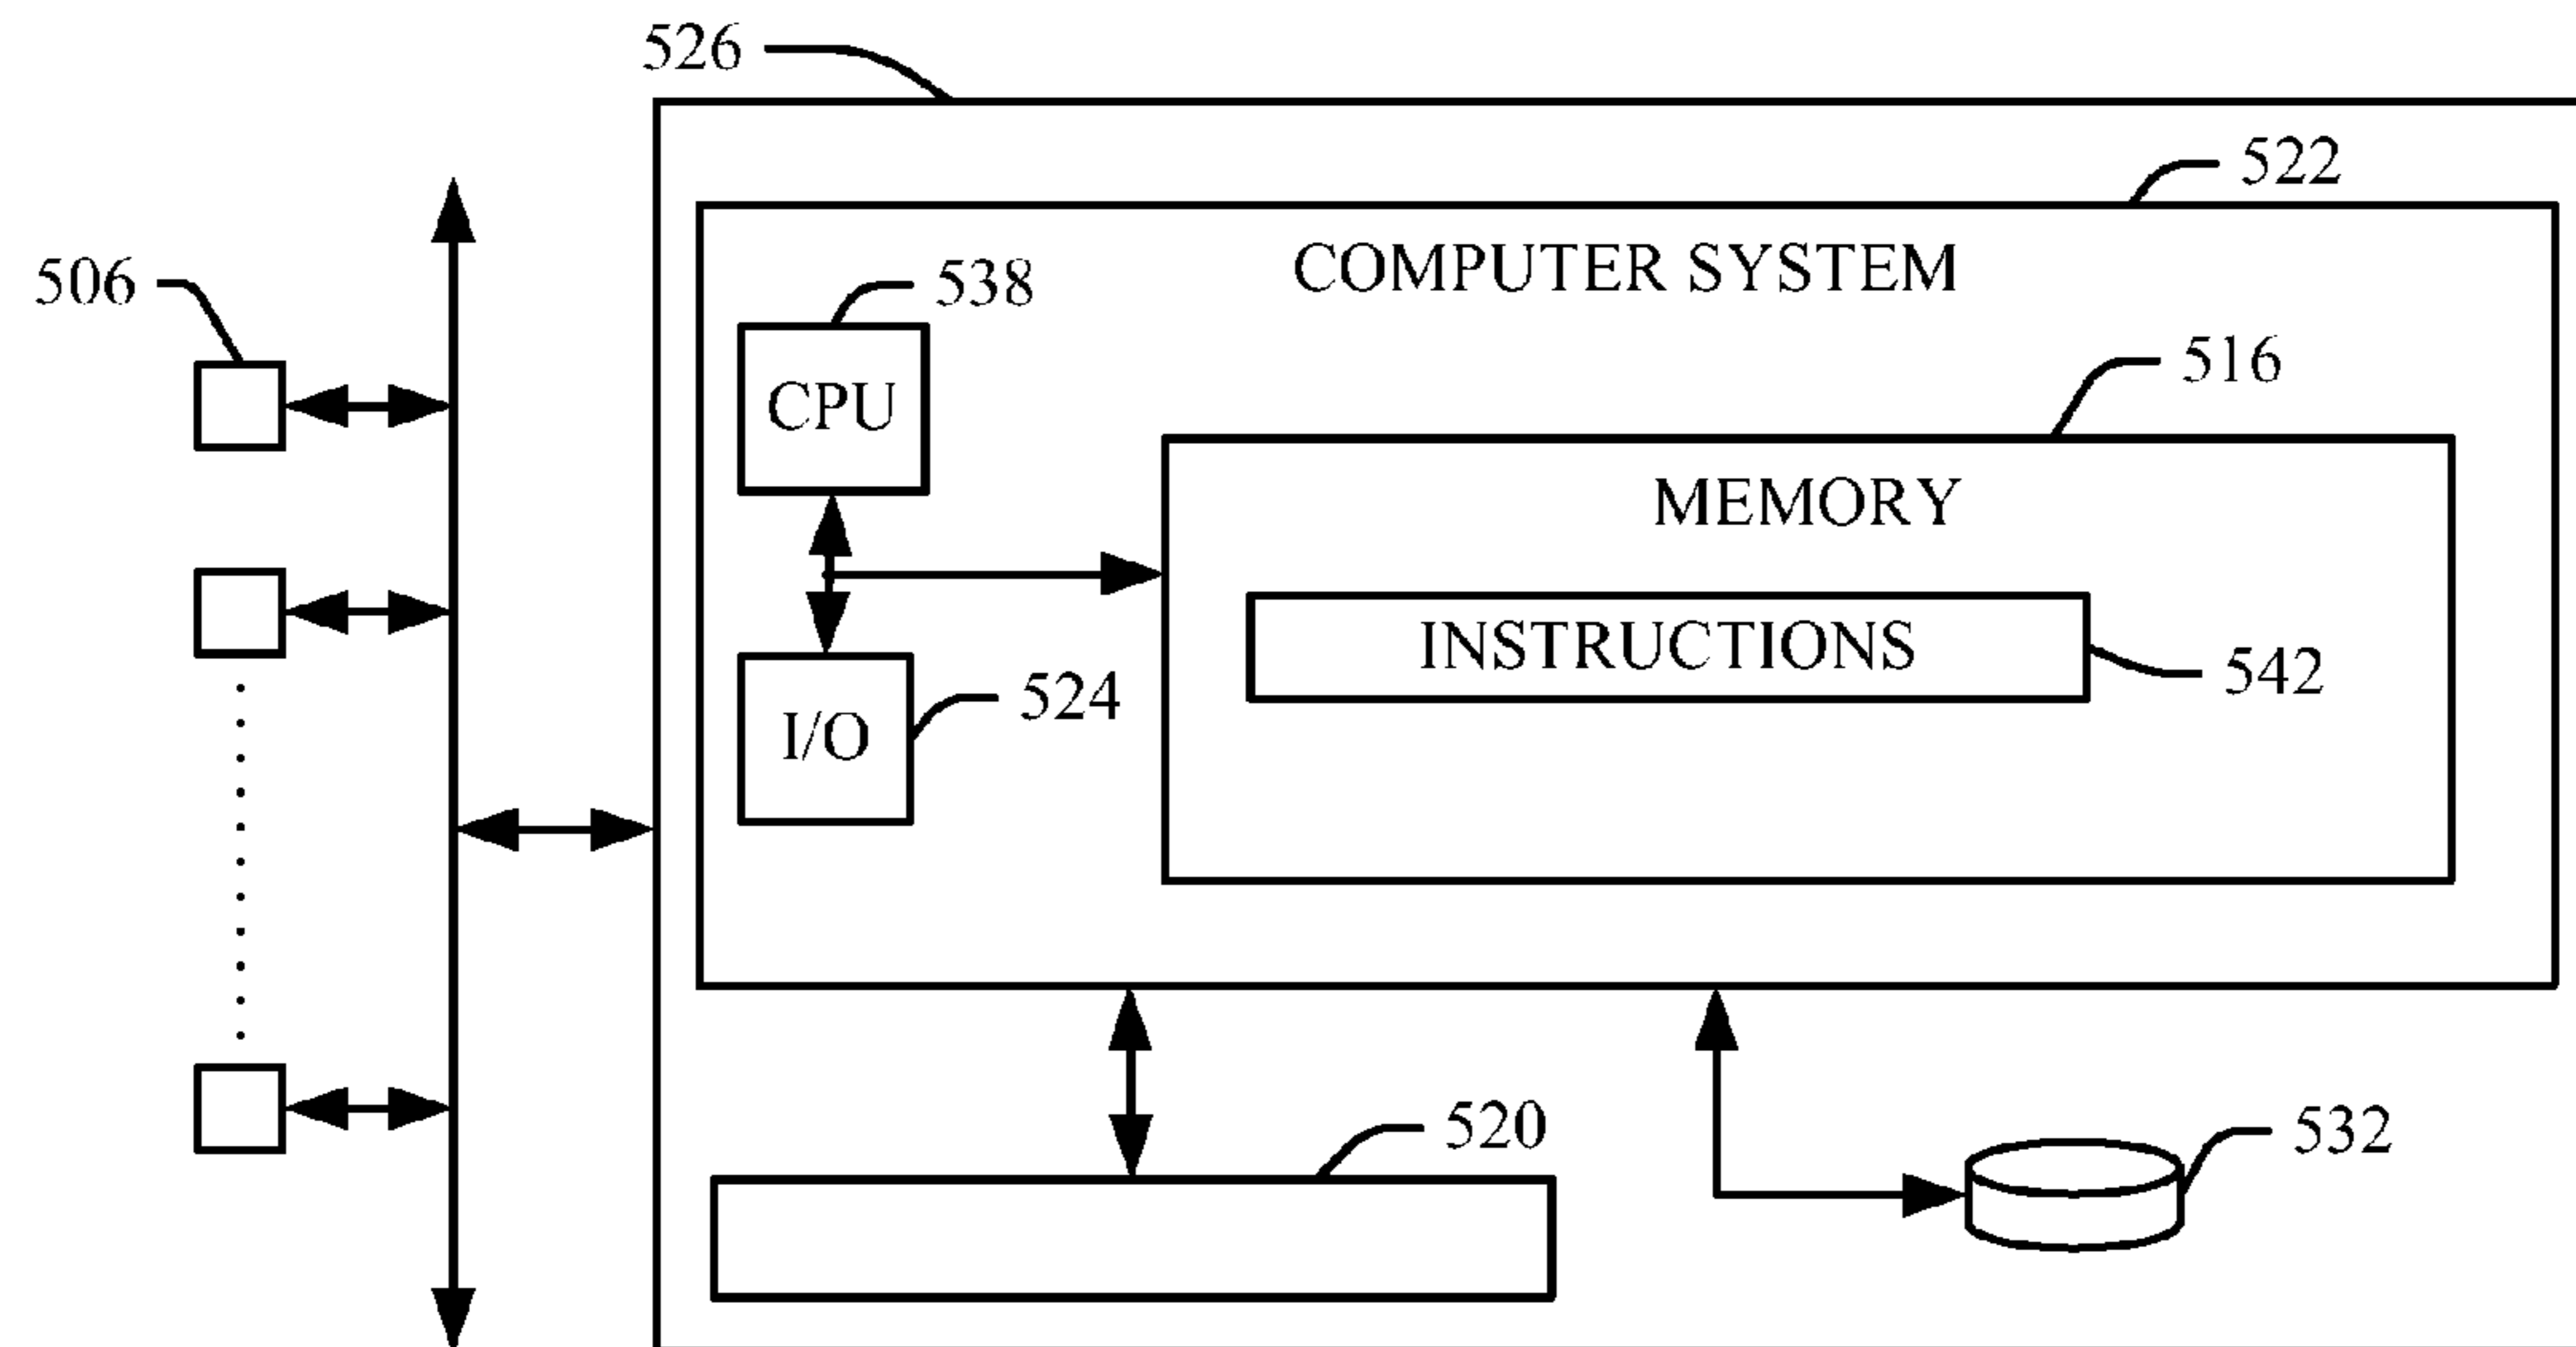 526
522
COMPUTER SYSTEM
506
538
516
CPU
MEMORY
INSTRUCTIONS
542
524
I/O
520
532